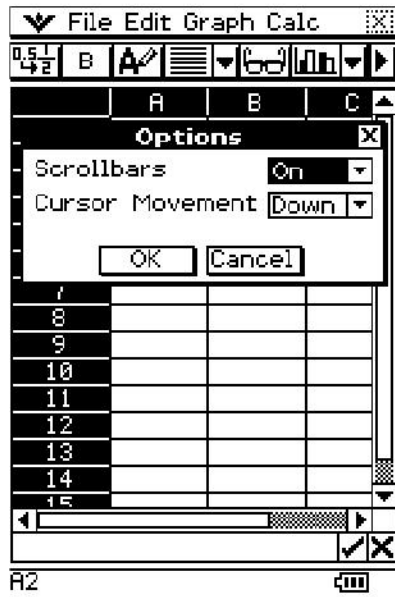 File Edit Graph Calc
B
A B C
Options
Scrollbars On
Cursor Movement Down
OK Cancel
8
9
10
11
12
13
14
A2